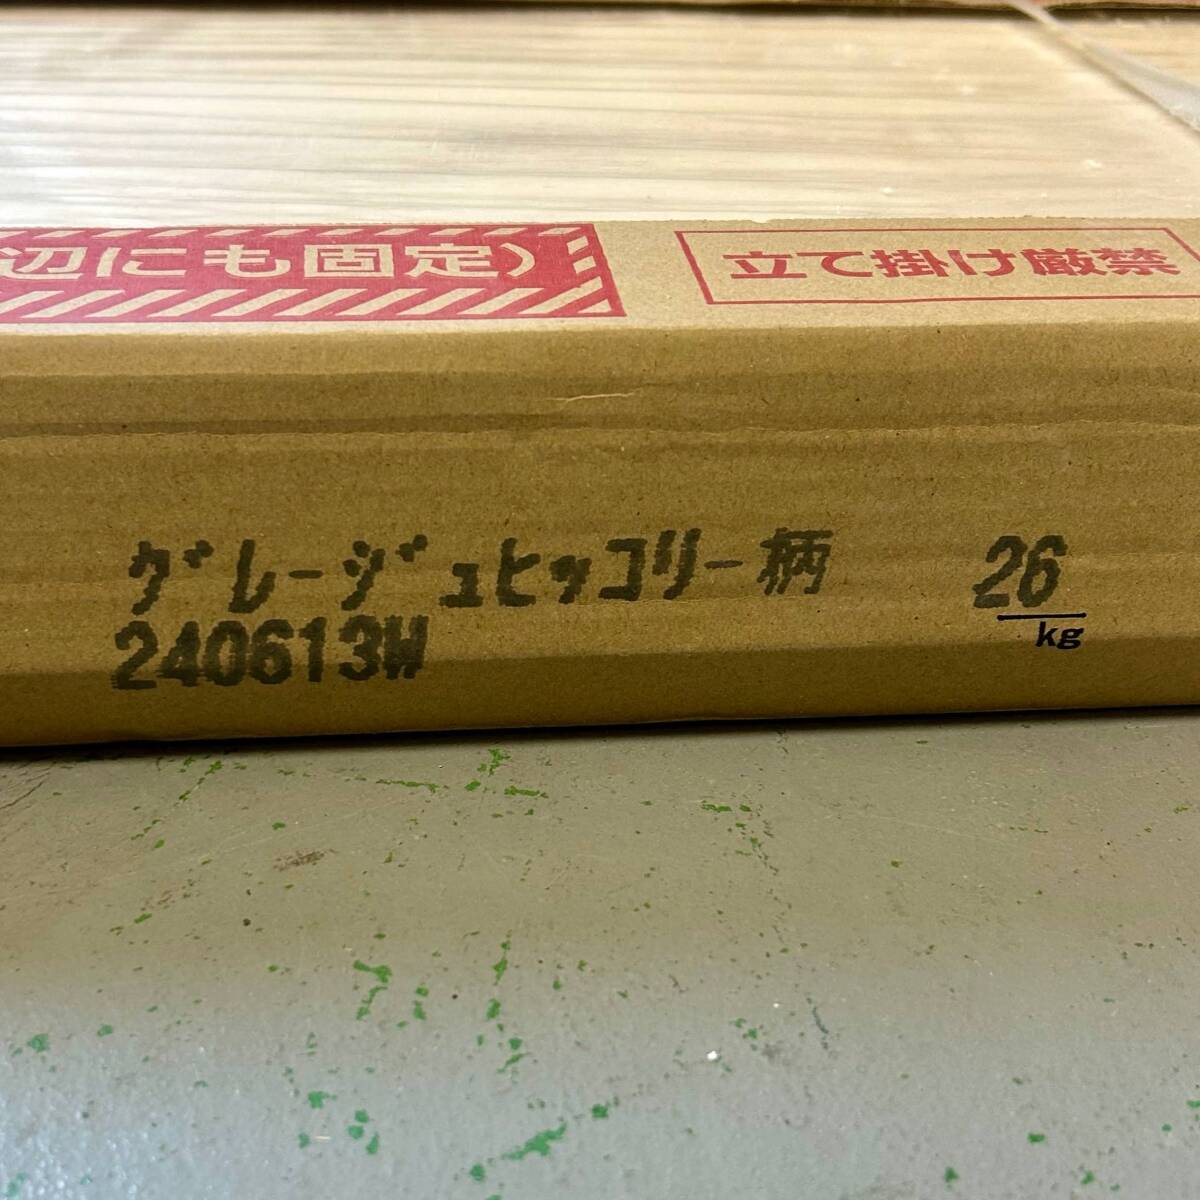 辺にも固定)
立て掛け厳禁
グレージュヒッコリー柄
26
kg
240613W